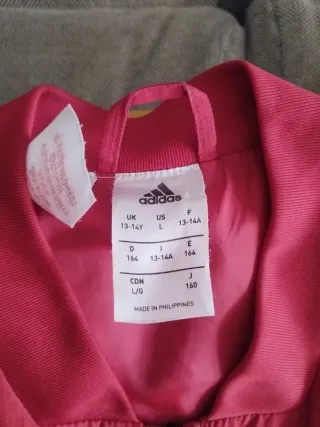 adidas
UK US F
13-14Y L 13-14A
D I E
164 13-14A 164
CDN J
L/G 160
MADE IN PHILIPPINES